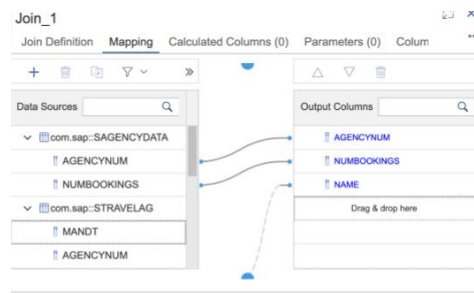 Join_1
Join Definition Mapping Calculated Columns (0) Parameters (0) Colum
Data Sources
Output Columns
com.sap::SAGENCYDATA
AGENCYNUM
AGENCYNUM
NUMBOOKINGS
NUMBOOKINGS
NAME
com.sap::STRAVELAG
Drag & drop here
MANDT
AGENCYNUM